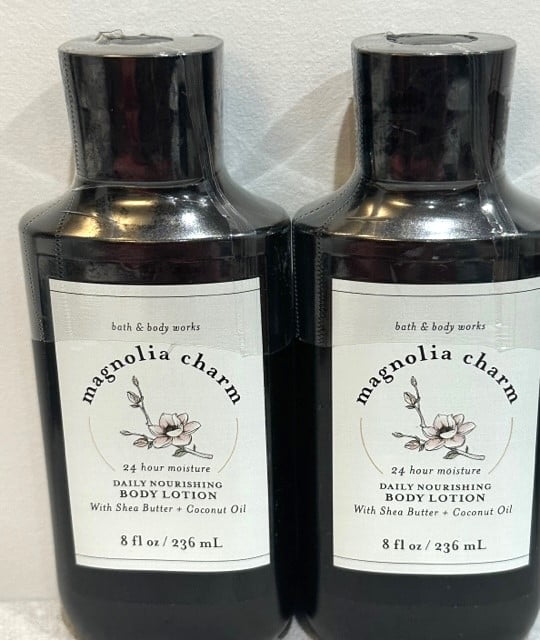 bath & body works
magnolia charm
24 hour moisture
DAILY NOURISHING
BODY LOTION
With Shea Butter + Coconut Oil
8 fl oz / 236 mL
bath & body works
magnolia charm
24 hour moisture
DAILY NOURISHING
BODY LOTION
With Shea Butter + Coconut Oil
8 fl oz / 236 mL